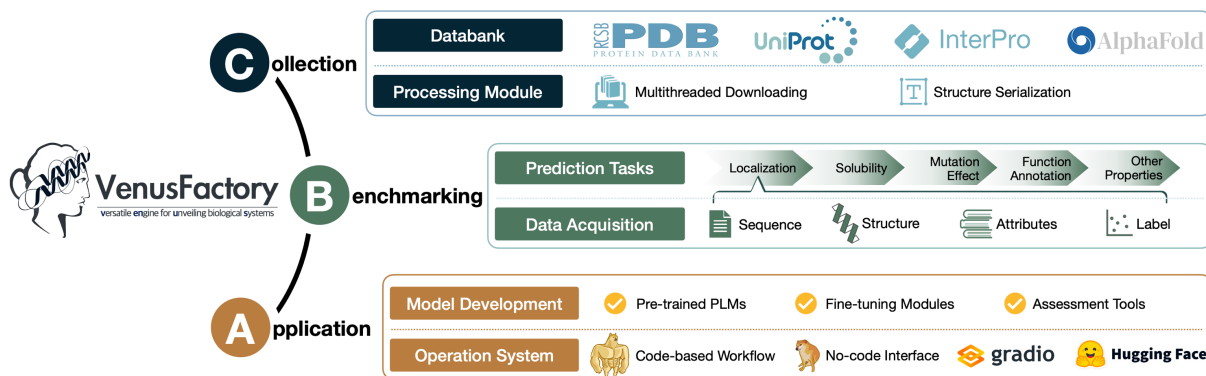 Collection
Databank
RCSB
PDB
PROTEIN DATA BANK
UniProt
InterPro
AlphaFold
Processing Module
Multithreaded Downloading
T
Structure Serialization
VenusFactory
versatile engine for unveiling biological systems
Benchmarking
Prediction Tasks
Localization
Solubility
Mutation
Effect
Function
Annotation
Other
Properties
Data Acquisition
Sequence
Structure
Attributes
Label
Application
Model Development
Pre-trained PLMs
Fine-tuning Modules
Assessment Tools
Operation System
Code-based Workflow
No-code Interface
gradio
Hugging Face